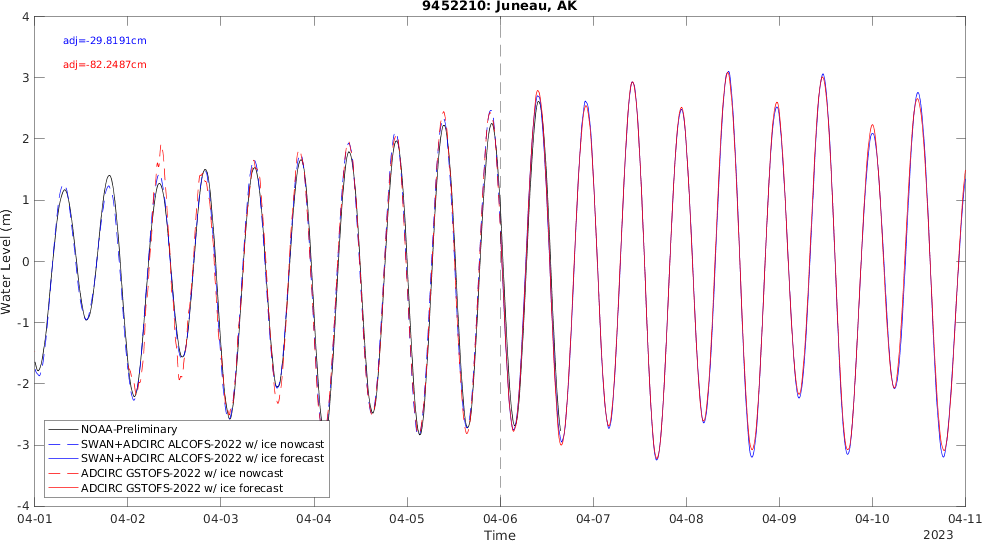 9452210: Juneau, AK
adj=-29.8191cm
adj=-82.2487cm
Water Level (m)
4
3
2
1
0
-1
-2
-3
-4
NOAA-Preliminary
SWAN+ADCIRC ALCOFS-2022 w/ ice nowcast
SWAN+ADCIRC ALCOFS-2022 w/ ice forecast
ADCIRC GSTOFS-2022 w/ ice nowcast
ADCIRC GSTOFS-2022 w/ ice forecast
04-01 04-02 04-03 04-04 04-05 04-06 04-07 04-08 04-09 04-10 04-11
Time
2023